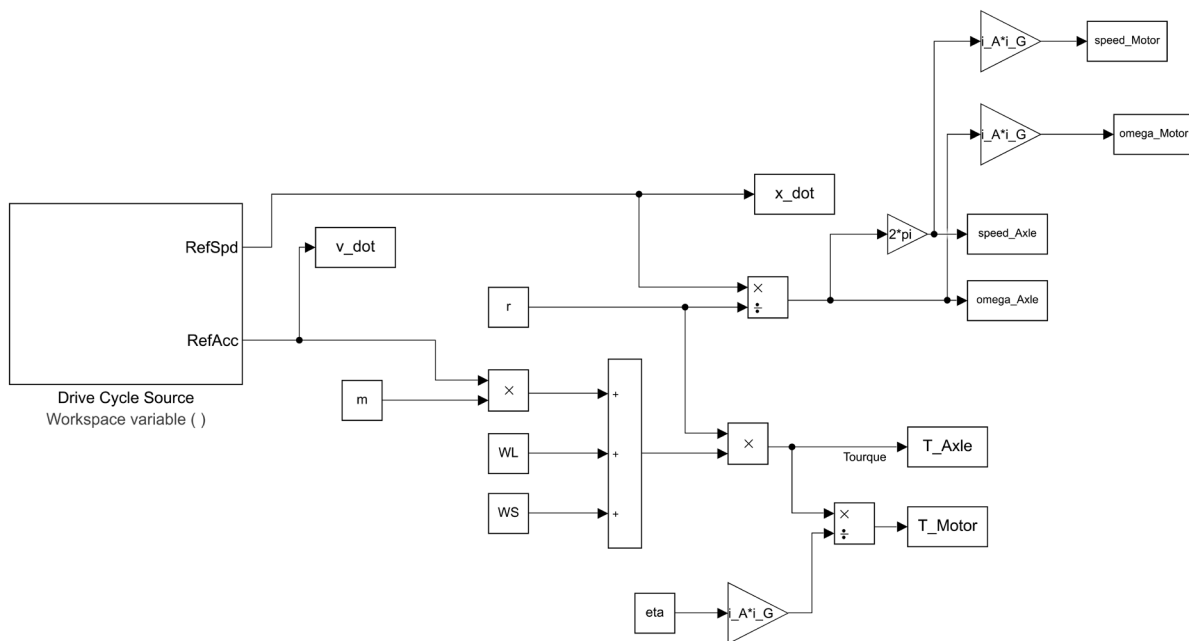 i_A*i_G
speed_Motor
i_A*i_G
omega_Motor
x_dot
RefSpd
v_dot
2*pi
speed_Axle
r
×
÷
omega_Axle
RefAcc
Drive Cycle Source
Workspace variable ( )
m
×
+
WL
+
WS
+
×
Tourque
T_Axle
×
÷
T_Motor
eta
i_A*i_G